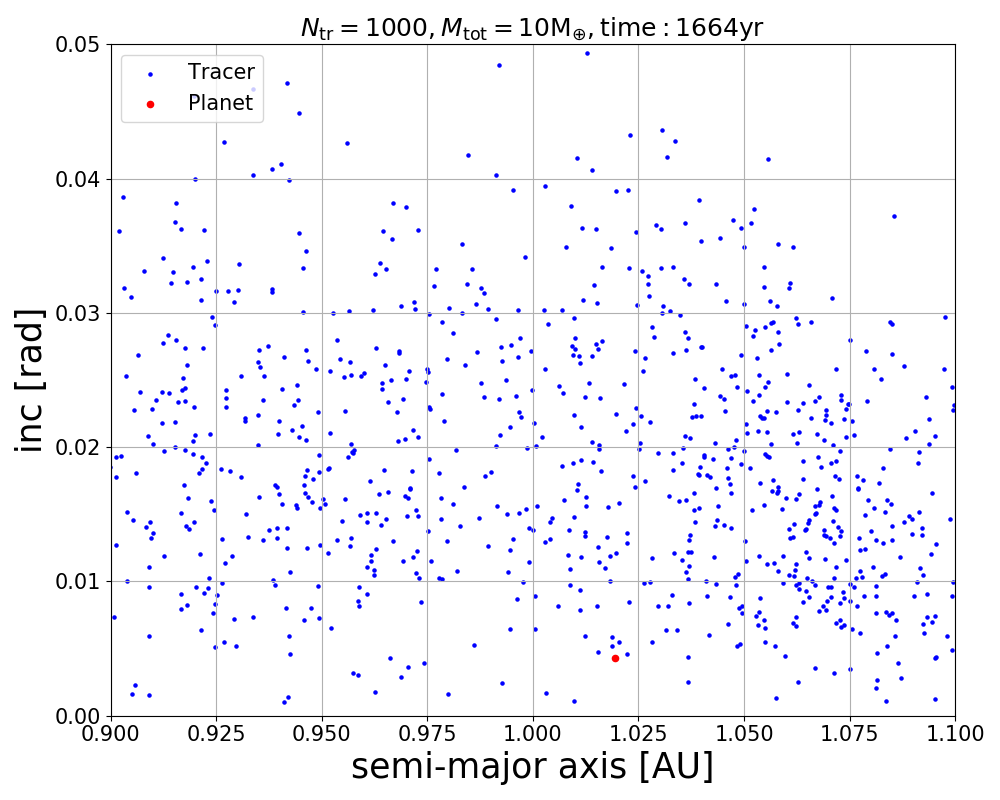 N_tr = 1000, M_tot = 10M_⊕, time : 1664yr
0.05
Tracer
Planet
0.04
0.03
0.02
0.01
0.00
inc [rad]
0.900 0.925 0.950 0.975 1.000 1.025 1.050 1.075 1.100
semi-major axis [AU]